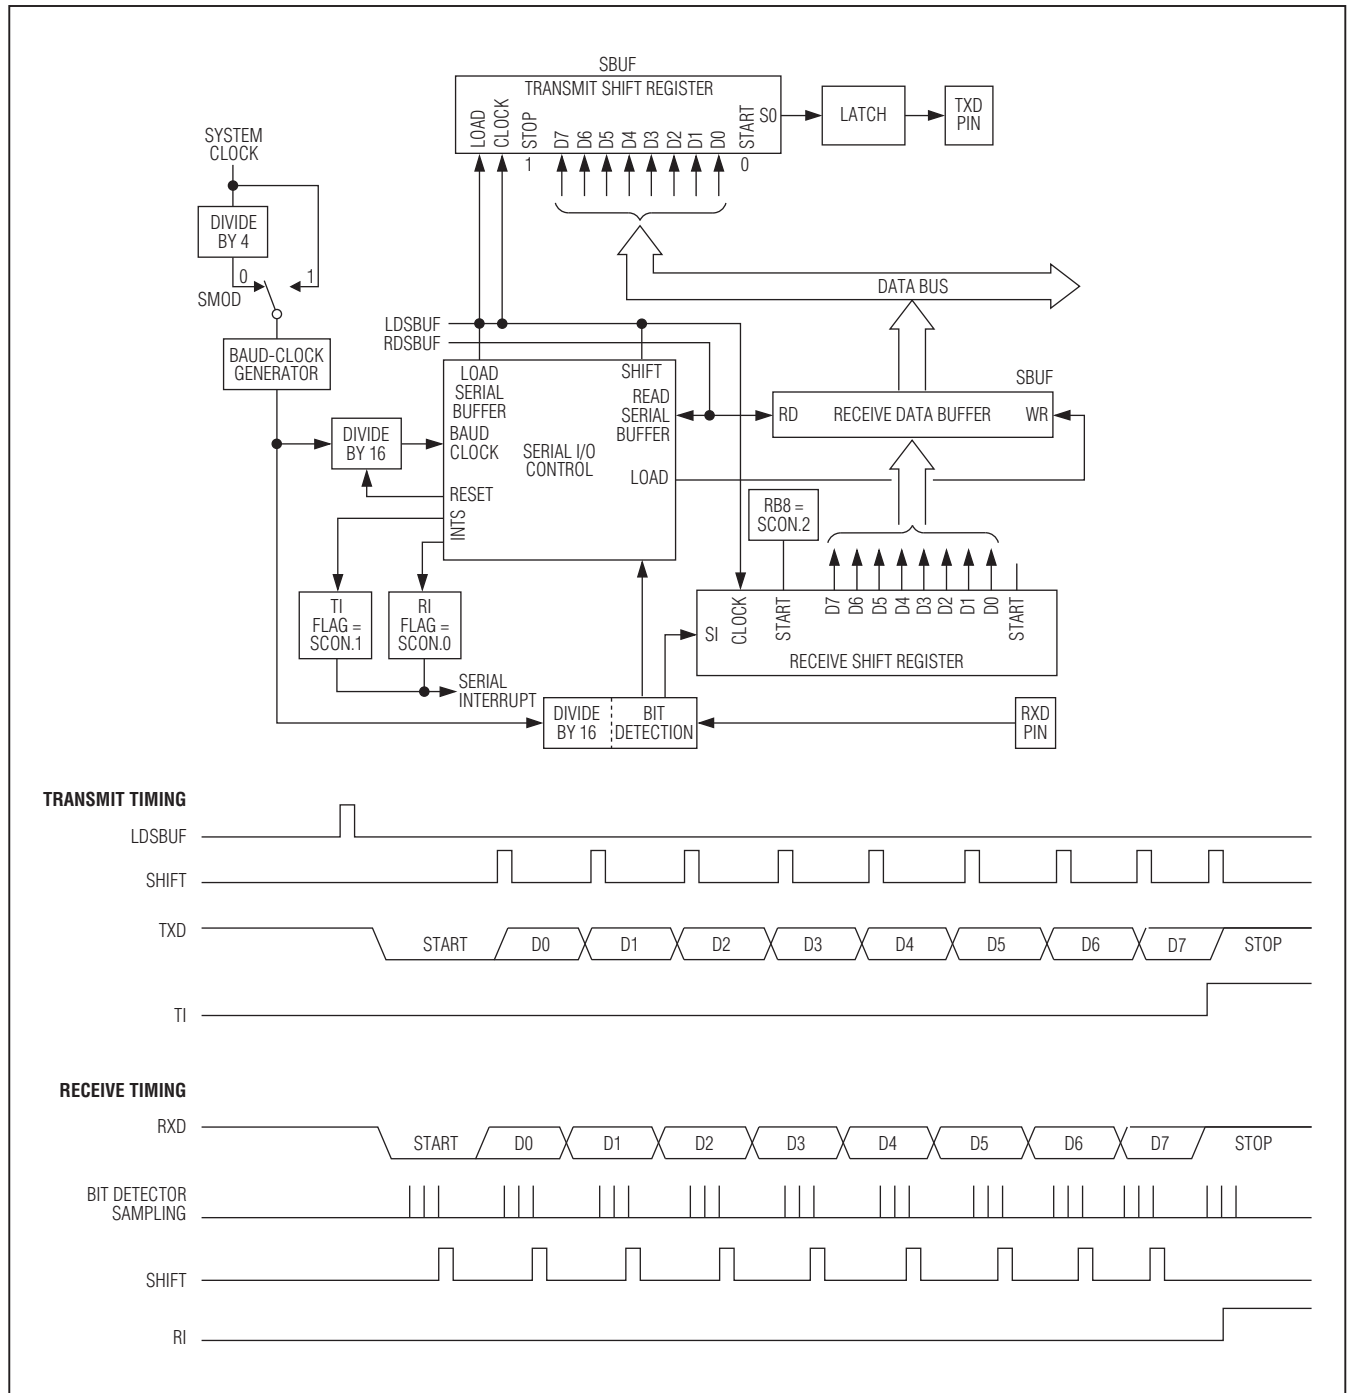 SBUF
TRANSMIT SHIFT REGISTER
LOAD
CLOCK
STOP
1
D7
D6
D5
D4
D3
D2
D1
D0
START
0
S0
LATCH
TXD
PIN
SYSTEM
CLOCK
DIVIDE
BY 4
0
1
SMOD
BAUD-CLOCK
GENERATOR
DATA BUS
LDSBUF
RDSBUF
LOAD
SERIAL
BUFFER
SHIFT
READ
SERIAL
BUFFER
BAUD
CLOCK
SERIAL I/O
CONTROL
LOAD
RESET
INTS
DIVIDE
BY 16
SBUF
RD
RECEIVE DATA BUFFER
WR
RB8 =
SCON.2
TI
FLAG =
SCON.1
RI
FLAG =
SCON.0
SERIAL
INTERRUPT
SI
CLOCK
START
D7
D6
D5
D4
D3
D2
D1
D0
START
RECEIVE SHIFT REGISTER
DIVIDE
BY 16
BIT
DETECTION
RXD
PIN
TRANSMIT TIMING
LDSBUF
SHIFT
TXD
START
D0
D1
D2
D3
D4
D5
D6
D7
STOP
TI
RECEIVE TIMING
RXD
START
D0
D1
D2
D3
D4
D5
D6
D7
STOP
BIT DETECTOR
SAMPLING
SHIFT
RI